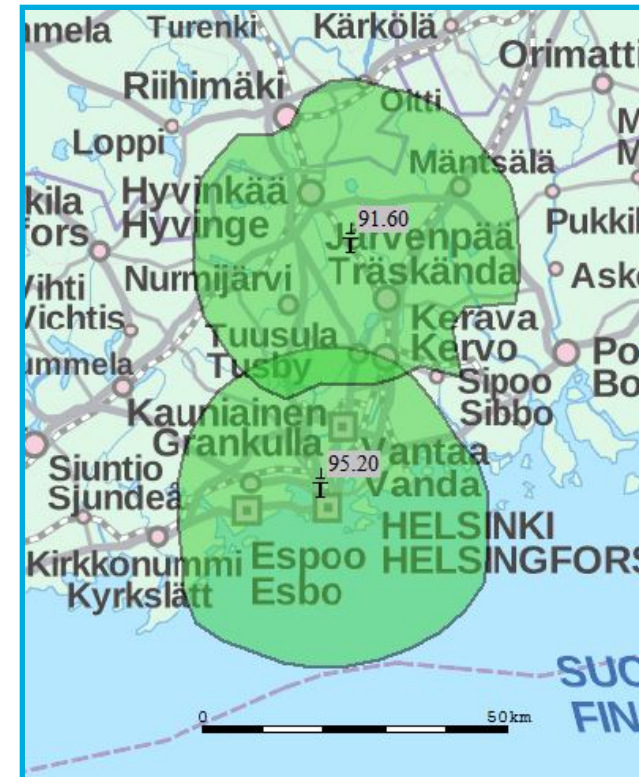 mmela
Turenki
Kärkölä
Orimatti
Riihimäki
Oitti
Loppi
Mäntsälä
kila
fors
Hyvinkää
Hyvinge
91.60
Järvenpää
Träskända
Pukkil
Vihti
Vichtis
Nurmijärvi
Aske
Kerava
Kervo
Tuusula
Tusby
ummela
Sipoo
Sibbo
Po
Bo
Kauniainen
Grankulla
Vantaa
Vanda
95.20
Siuntio
Sjundeå
HELSINKI
HELSINGFORS
Espoo
Esbo
Kirkkonummi
Kyrkslätt
SUO
FIN
0
50km